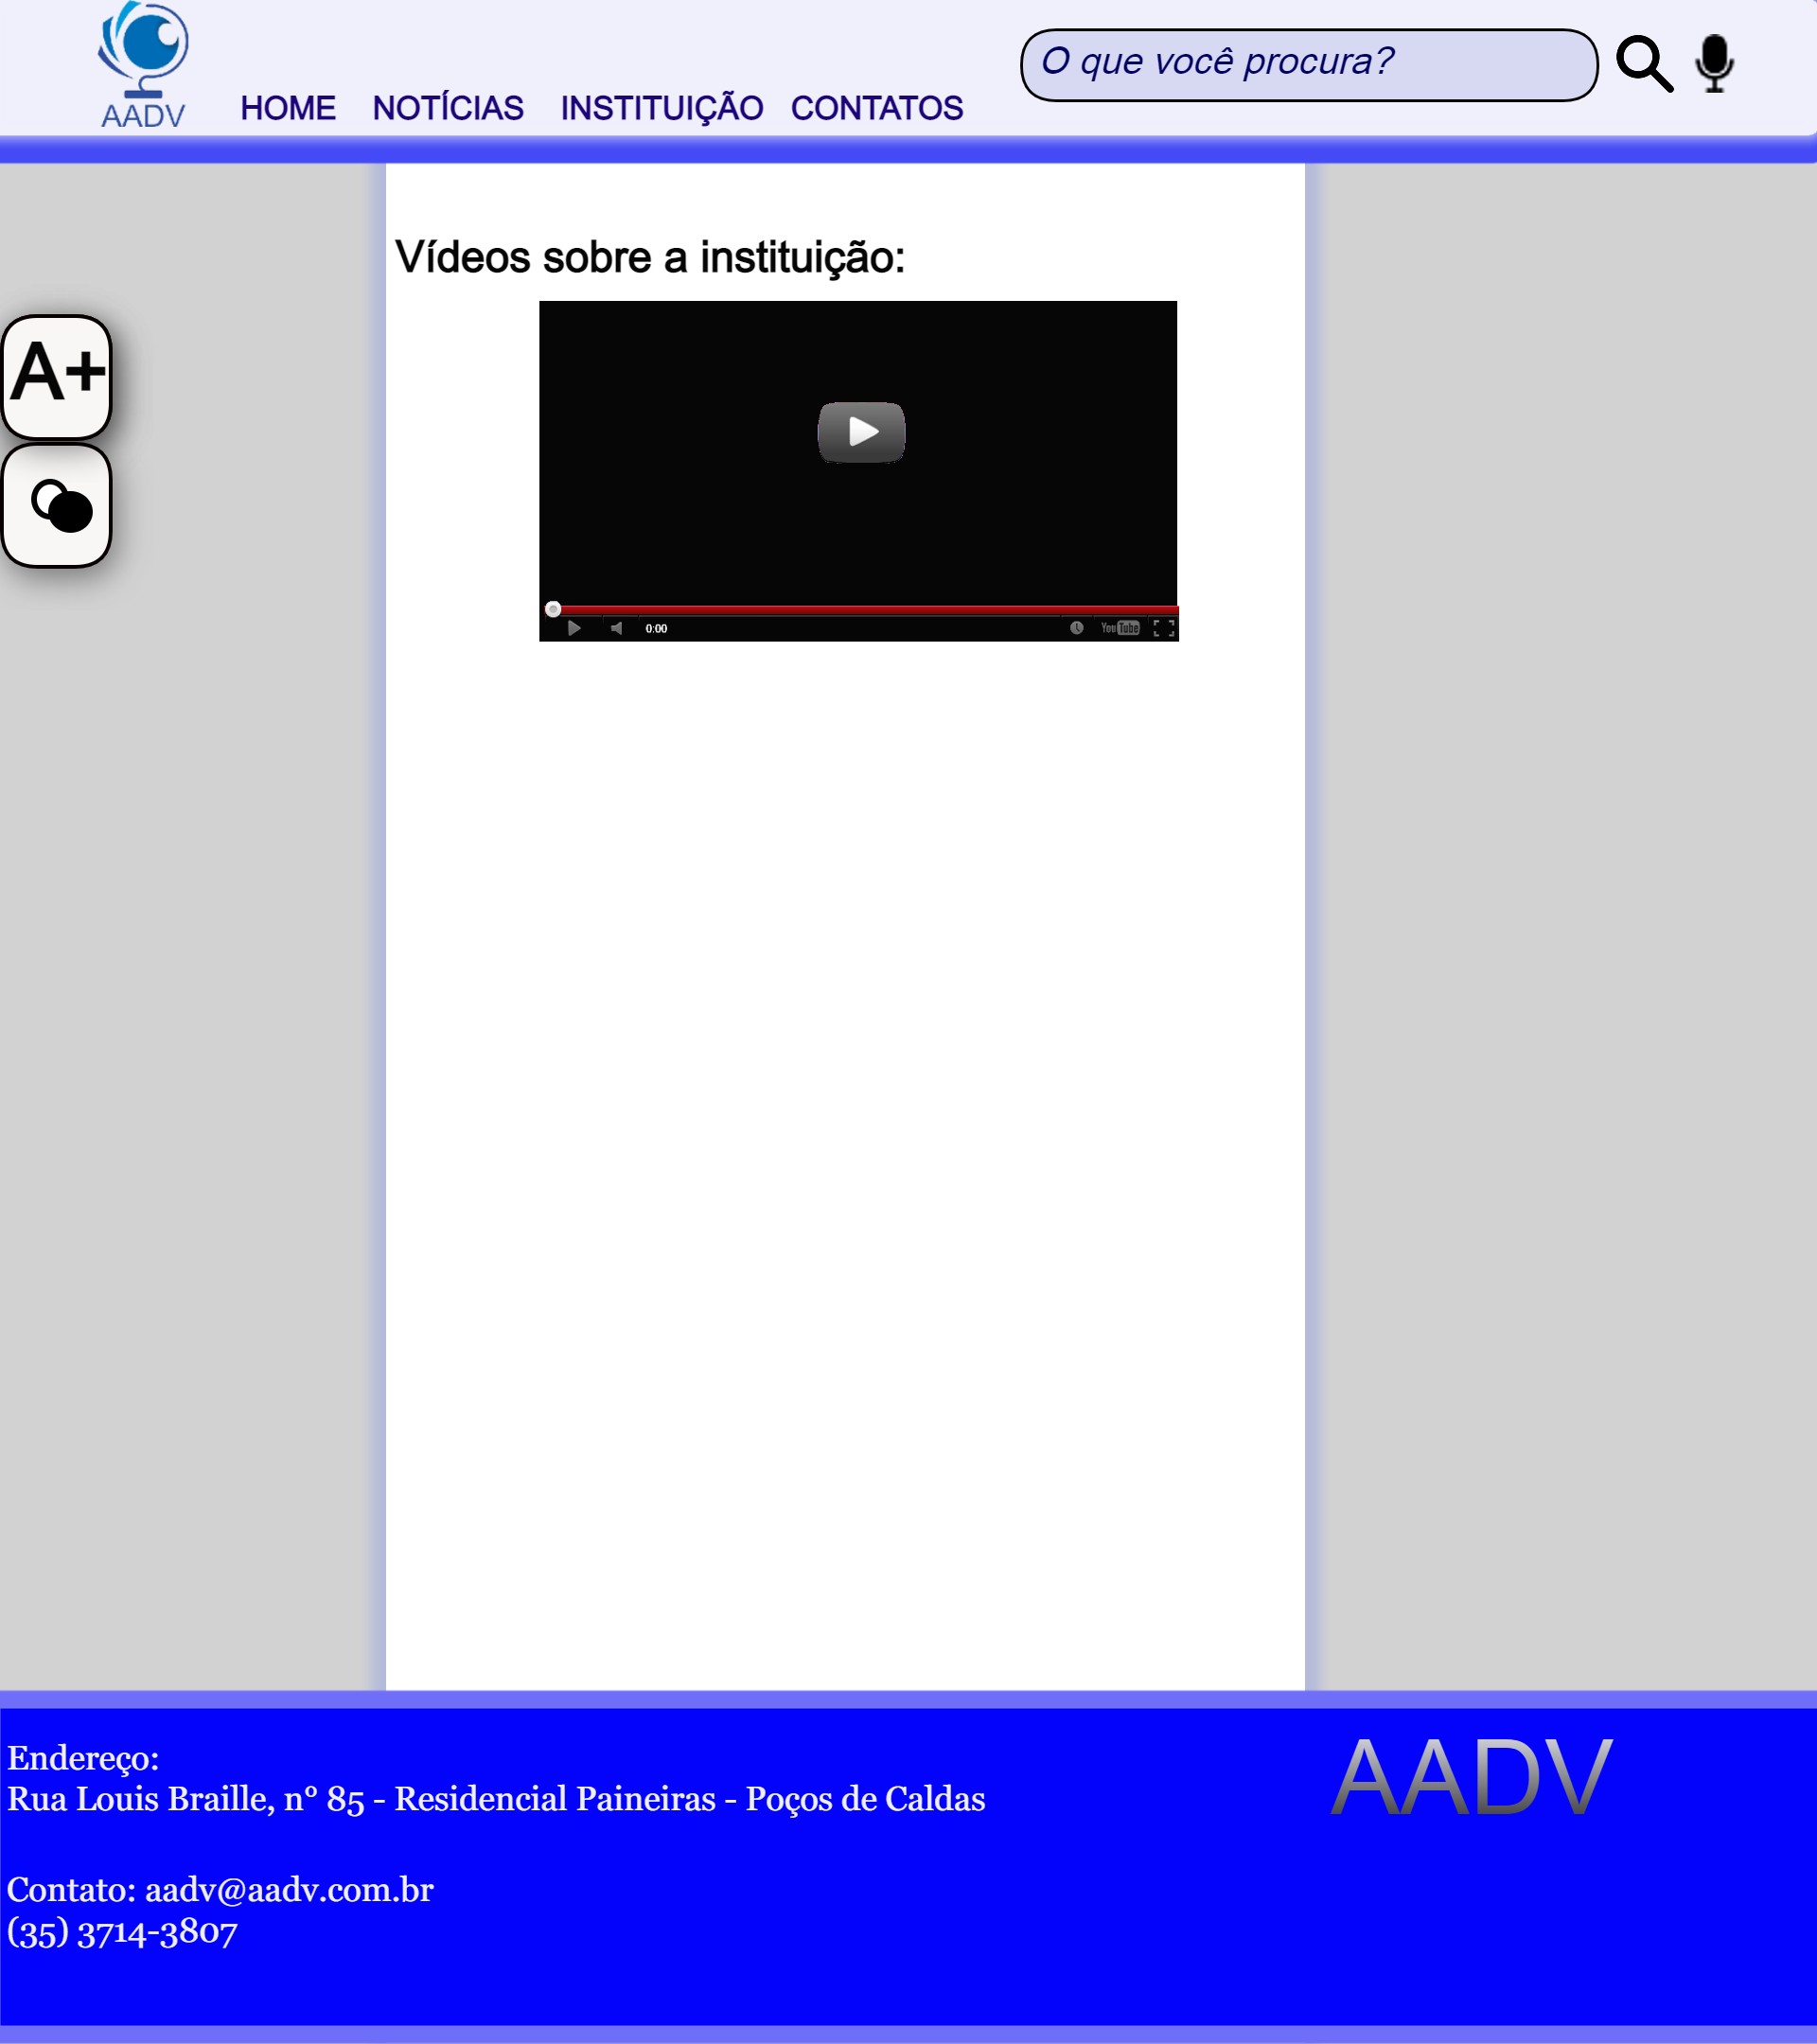 AADV
HOME NOTÍCIAS INSTITUIÇÃO CONTATOS
O que você procura?
Vídeos sobre a instituição:
A+
0:00
YouTube
Endereço:
Rua Louis Braille, nº 85 - Residencial Paineiras - Poços de Caldas
AADV
Contato: aadv@aadv.com.br
(35) 3714-3807